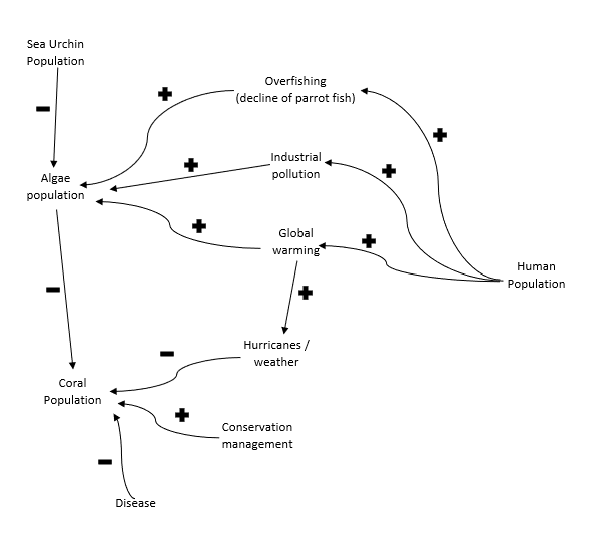 Sea Urchin
Population
Overfishing
(decline of parrot fish)
Industrial
pollution
Algae
population
Global
warming
Human
Population
Hurricanes /
weather
Coral
Population
Conservation
management
Disease